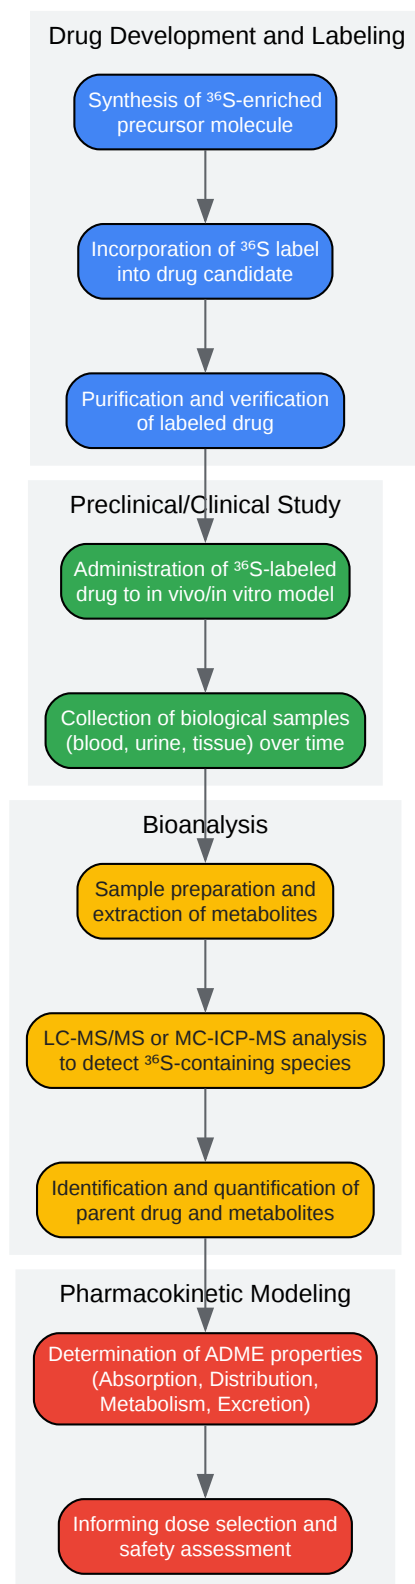 Drug Development and Labeling
Synthesis of ³⁶S-enriched
precursor molecule
Incorporation of ³⁶S label
into drug candidate
Purification and verification
of labeled drug
Preclinical/Clinical Study
Administration of ³⁶S-labeled
drug to in vivo/in vitro model
Collection of biological samples
(blood, urine, tissue) over time
Bioanalysis
Sample preparation and
extraction of metabolites
LC-MS/MS or MC-ICP-MS analysis
to detect ³⁶S-containing species
Identification and quantification of
parent drug and metabolites
Pharmacokinetic Modeling
Determination of ADME properties
(Absorption, Distribution,
Metabolism, Excretion)
Informing dose selection and
safety assessment